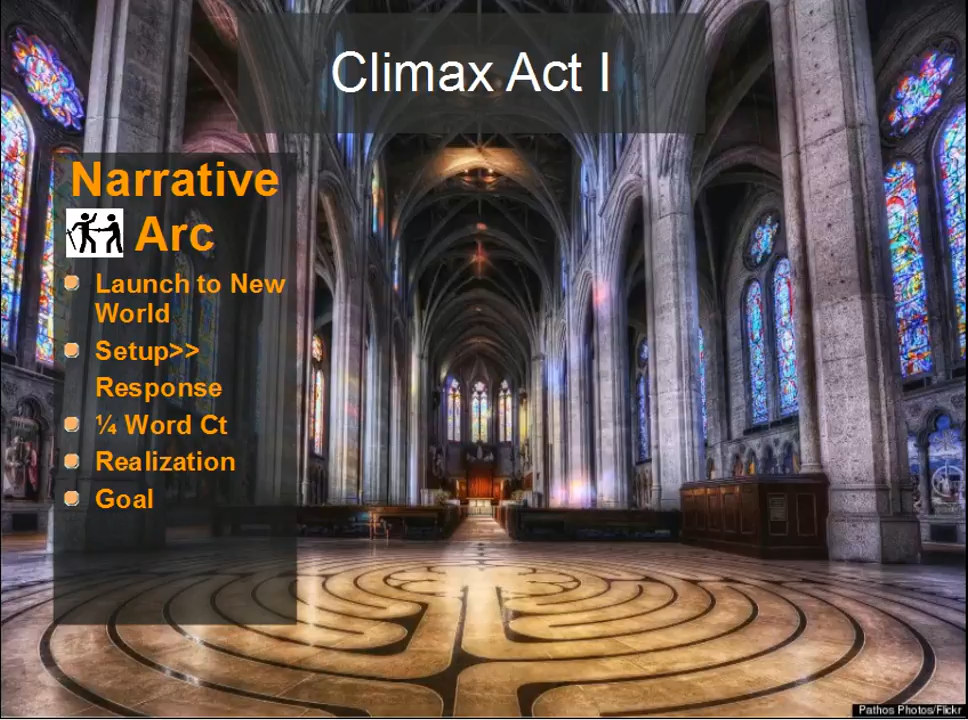 Climax Act I
Narrative
Arc
Launch to New
World
Setup>>
Response
¼ Word Ct
Realization
Goal
Pathos Photos/Flickr